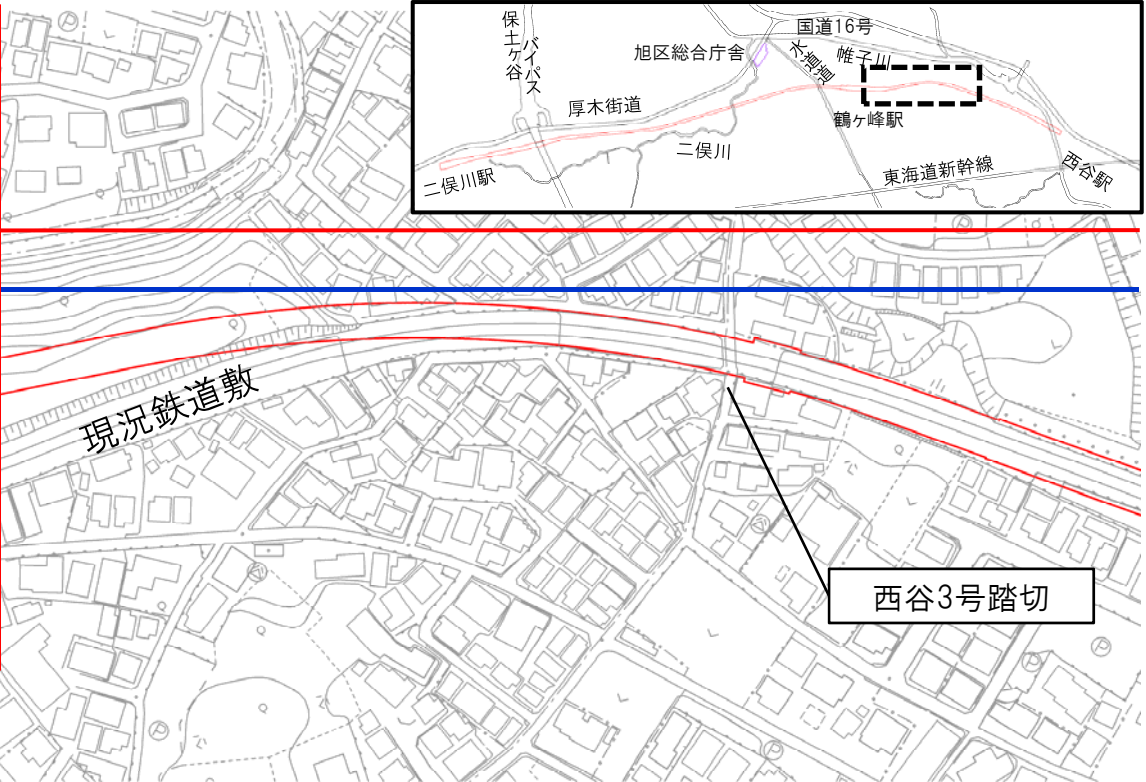 保土ヶ谷
バイパス
国道16号
旭区総合庁舎
水道道
帷子川
厚木街道
鶴ヶ峰駅
二俣川
二俣川駅
東海道新幹線
西谷駅
現況鉄道敷
西谷3号踏切